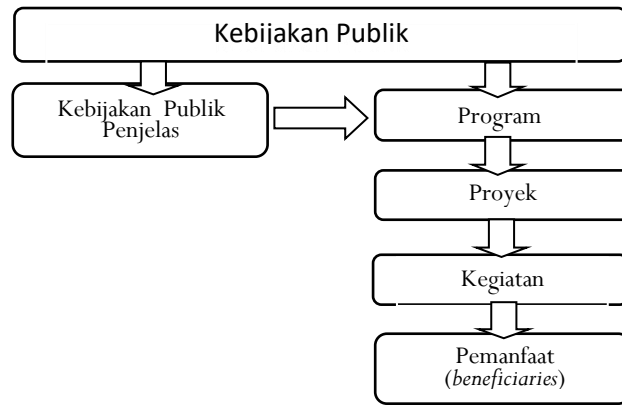 Kebijakan Publik
Kebijakan Publik
Penjelas
Program
Proyek
Kegiatan
Pemanfaat
(beneficiaries)